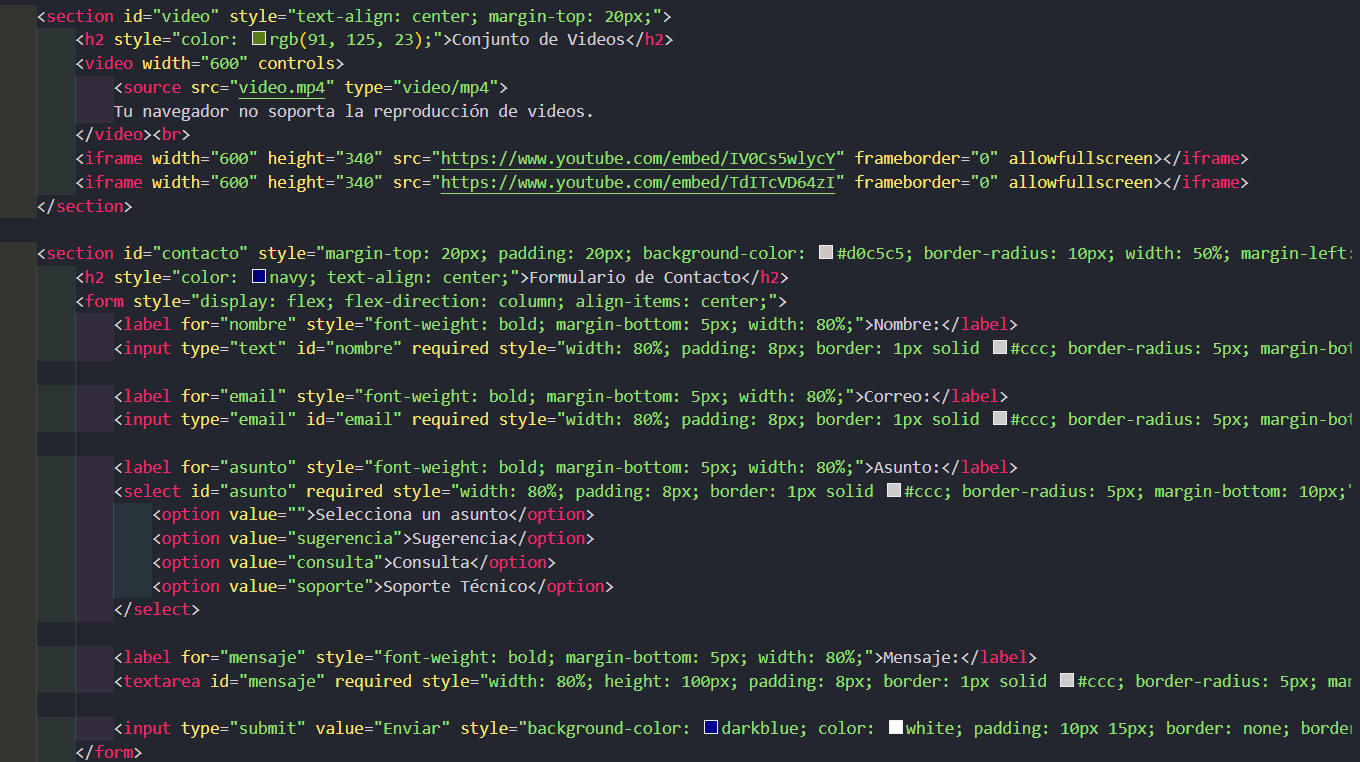 <section id="video" style="text-align: center; margin-top: 20px;">
<h2 style="color: rgb(91, 125, 23);">Conjunto de Videos</h2>
<video width="600" controls>
<source src="video.mp4" type="video/mp4">
Tu navegador no soporta la reproducción de videos.
</video><br>
<iframe width="600" height="340" src="https://www.youtube.com/embed/IV0Cs5wlycY" frameborder="0" allowfullscreen></iframe>
<iframe width="600" height="340" src="https://www.youtube.com/embed/TdITcVD64zI" frameborder="0" allowfullscreen></iframe>
</section>
<section id="contacto" style="margin-top: 20px; padding: 20px; background-color: #d0c5c5; border-radius: 10px; width: 50%; margin-left:
<h2 style="color: navy; text-align: center;">Formulario de Contacto</h2>
<form style="display: flex; flex-direction: column; align-items: center;">
<label for="nombre" style="font-weight: bold; margin-bottom: 5px; width: 80%;">Nombre:</label>
<input type="text" id="nombre" required style="width: 80%; padding: 8px; border: 1px solid #ccc; border-radius: 5px; margin-bot
<label for="email" style="font-weight: bold; margin-bottom: 5px; width: 80%;">Correo:</label>
<input type="email" id="email" required style="width: 80%; padding: 8px; border: 1px solid #ccc; border-radius: 5px; margin-bot
<label for="asunto" style="font-weight: bold; margin-bottom: 5px; width: 80%;">Asunto:</label>
<select id="asunto" required style="width: 80%; padding: 8px; border: 1px solid #ccc; border-radius: 5px; margin-bottom: 10px;"
<option value="">Selecciona un asunto</option>
<option value="sugerencia">Sugerencia</option>
<option value="consulta">Consulta</option>
<option value="soporte">Soporte Técnico</option>
</select>
<label for="mensaje" style="font-weight: bold; margin-bottom: 5px; width: 80%;">Mensaje:</label>
<textarea id="mensaje" required style="width: 80%; height: 100px; padding: 8px; border: 1px solid #ccc; border-radius: 5px; mar
<input type="submit" value="Enviar" style="background-color: darkblue; color: white; padding: 10px 15px; border: none; border
</form>